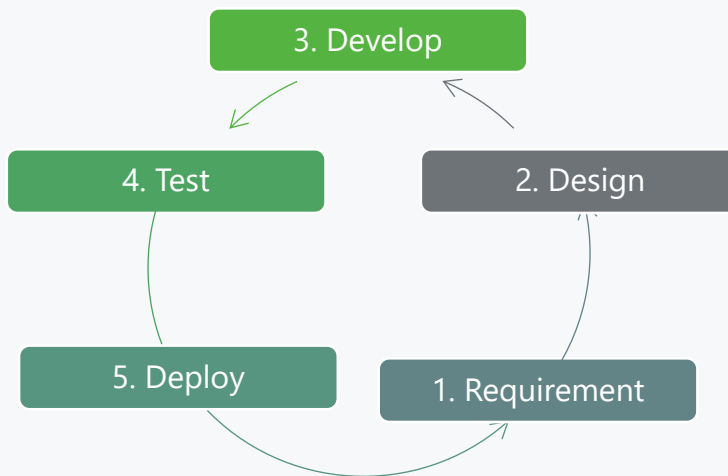 3. Develop
4. Test
2. Design
5. Deploy
1. Requirement